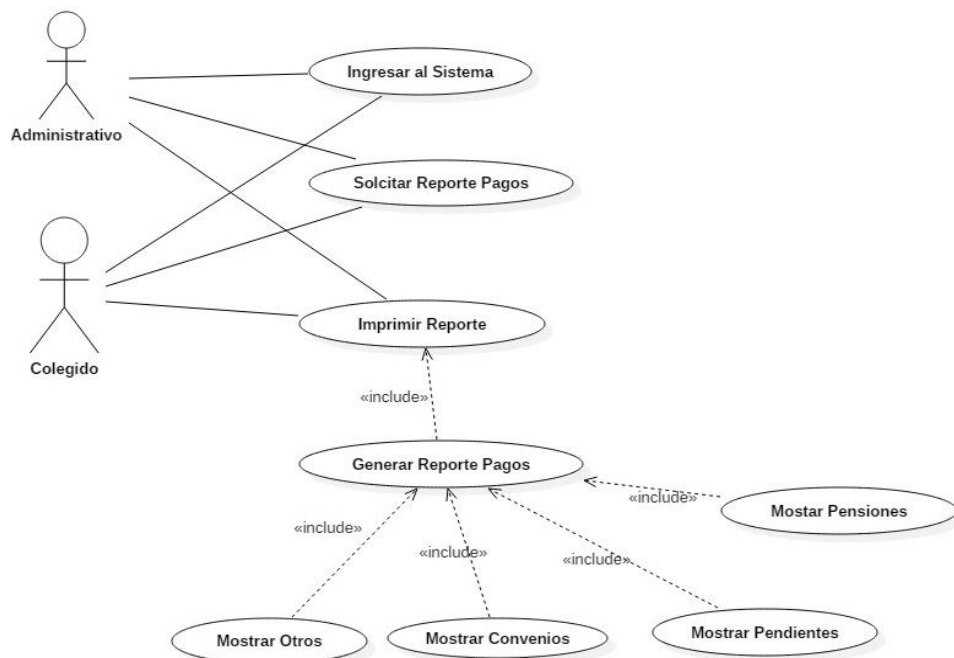 Ingresar al Sistema
Administrativo
Solcitar Reporte Pagos
Imprimir Reporte
Colegido
«include»
Generar Reporte Pagos
«include»
Mostar Pensiones
«include»
«include»
«include»
Mostrar Otros
Mostrar Convenios
Mostrar Pendientes